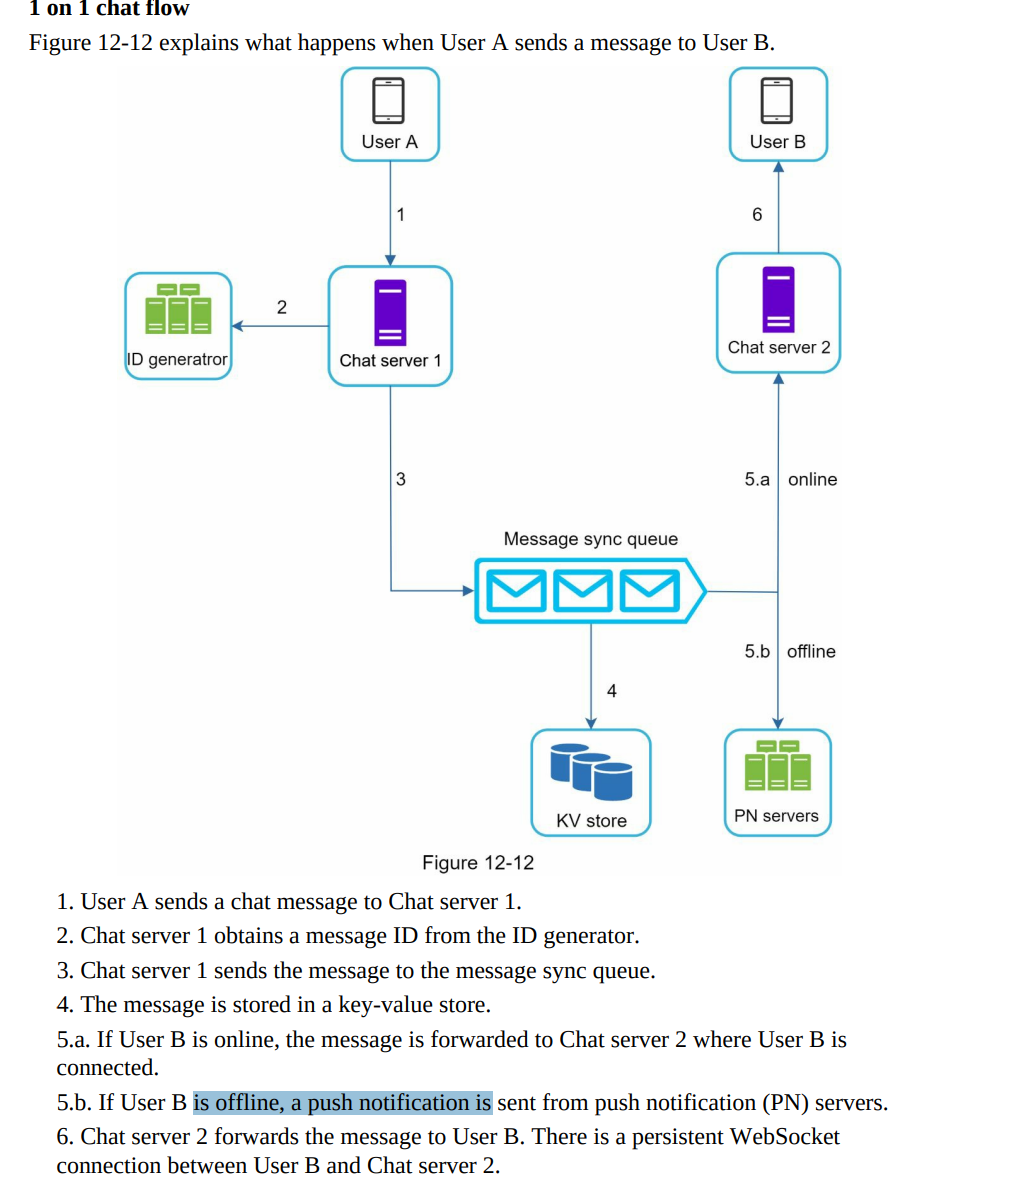 1 on 1 chat flow
Figure 12-12 explains what happens when User A sends a message to User B.
User A
User B
1
6
2
ID generatror
Chat server 1
Chat server 2
3
5.a online
Message sync queue
5.b offline
4
KV store
PN servers
Figure 12-12
1. User A sends a chat message to Chat server 1.
2. Chat server 1 obtains a message ID from the ID generator.
3. Chat server 1 sends the message to the message sync queue.
4. The message is stored in a key-value store.
5.a. If User B is online, the message is forwarded to Chat server 2 where User B is
connected.
5.b. If User B is offline, a push notification is sent from push notification (PN) servers.
6. Chat server 2 forwards the message to User B. There is a persistent WebSocket
connection between User B and Chat server 2.